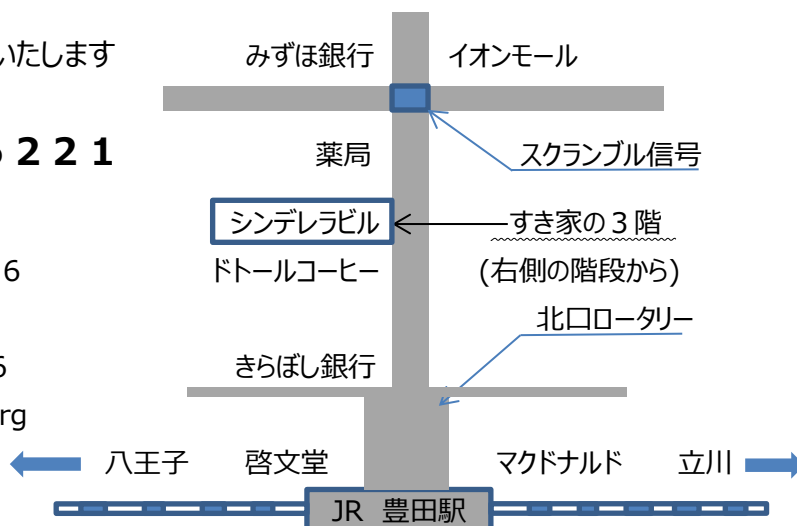 いたします
みずほ銀行 イオンモール
２２１
薬局 スクランブル信号
シンデレラビル すき家の３階
6 ドトールコーヒー (右側の階段から)
北口ロータリー
きらぼし銀行
rg
八王子 啓文堂 マクドナルド 立川
JR 豊田駅